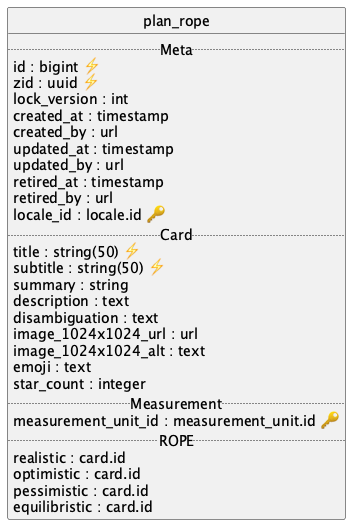 plan_rope
Meta
id : bigint ⚡
zid : uuid ⚡
lock_version : int
created_at : timestamp
created_by : url
updated_at : timestamp
updated_by : url
retired_at : timestamp
retired_by : url
locale_id : locale.id 🔑
Card
title : string(50) ⚡
subtitle : string(50) ⚡
summary : string
description : text
disambiguation : text
image_1024x1024_url : url
image_1024x1024_alt : text
emoji : text
star_count : integer
Measurement
measurement_unit_id : measurement_unit.id 🔑
ROPE
realistic : card.id
optimistic : card.id
pessimistic : card.id
equilibristic : card.id